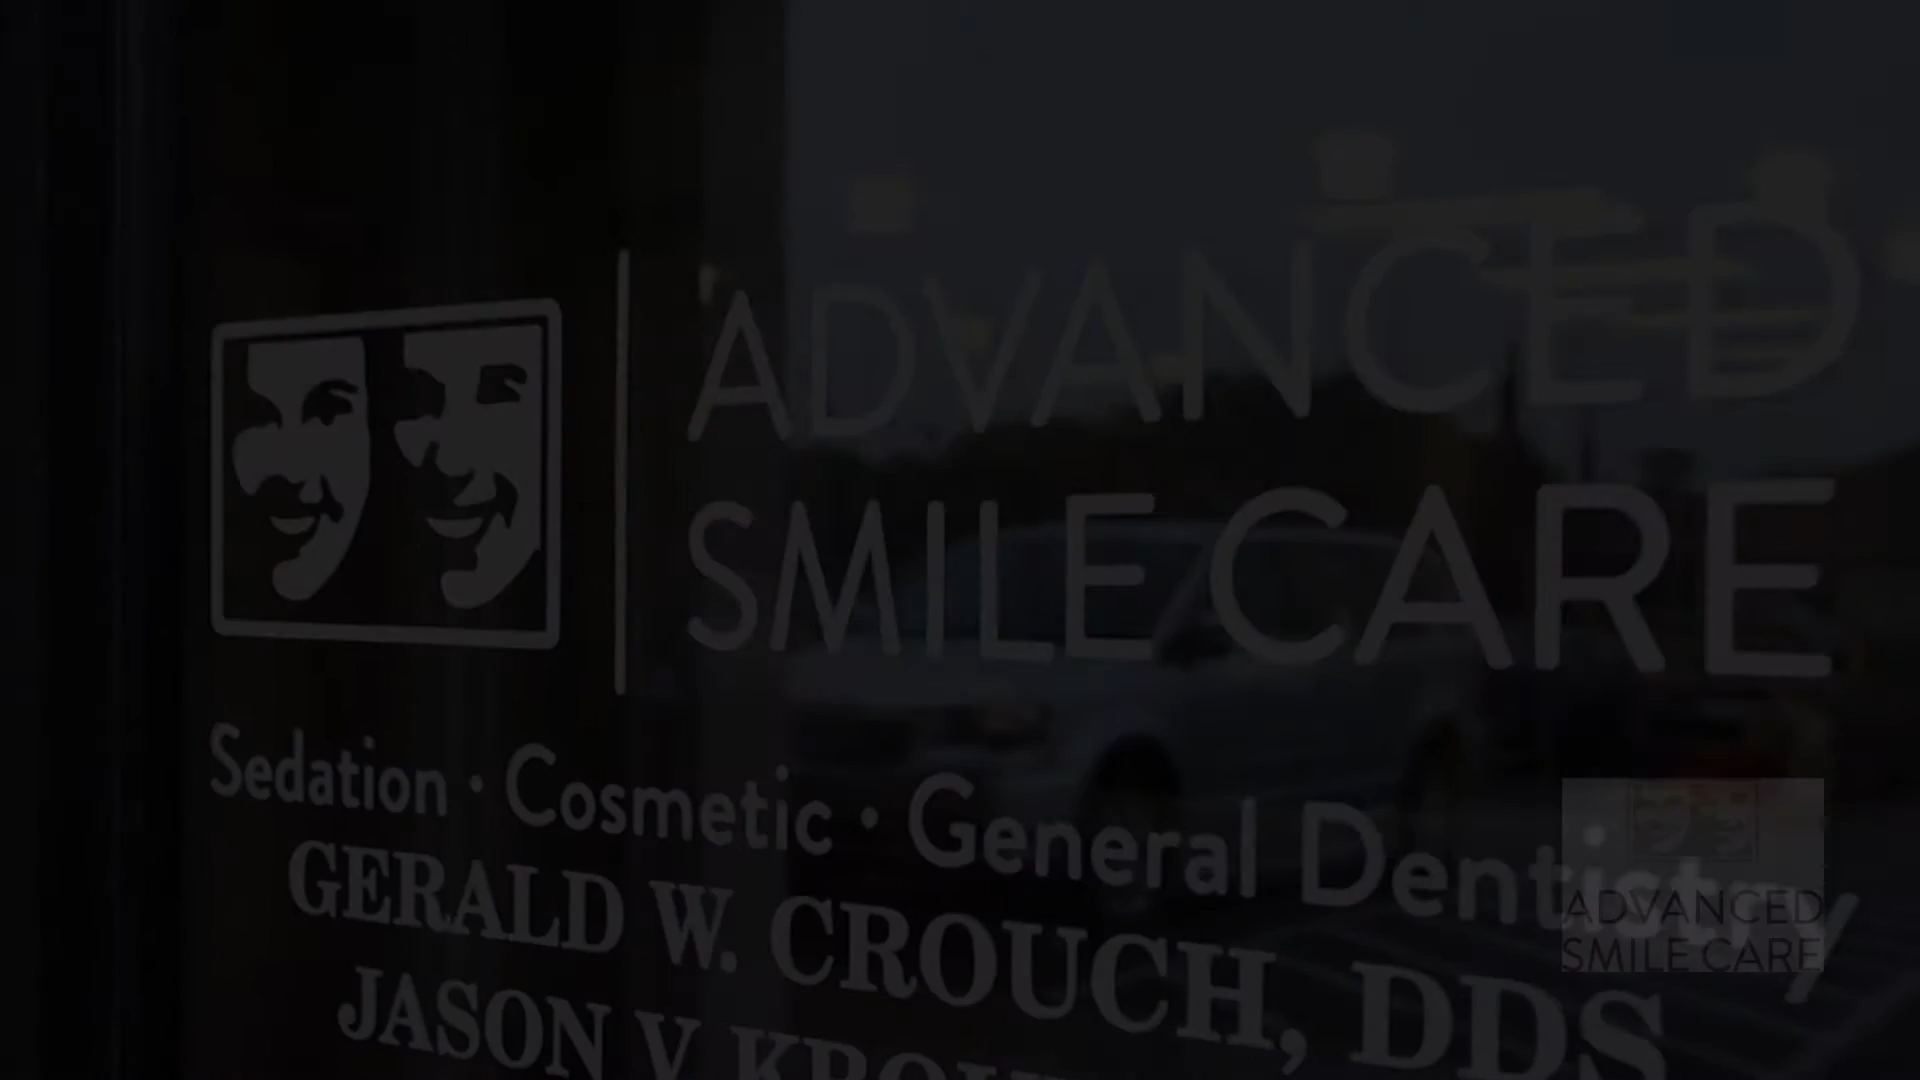 ADVANCED
SMILE CARE
Sedation · Cosmetic · General Dentistry
GERALD W. CROUCH, DDS
JASON V
ADVANCED
SMILE CARE